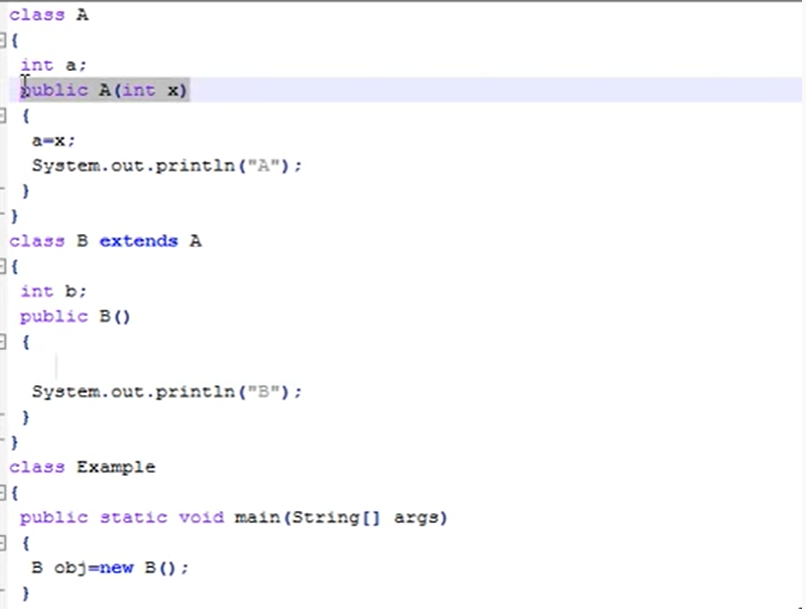 class A
{
int a;
public A(int x)
{
a=x;
System.out.println("A");
}
}
class B extends A
{
int b;
public B()
{
System.out.println("B");
}
}
class Example
{
public static void main(String[] args)
{
B obj=new B();
}